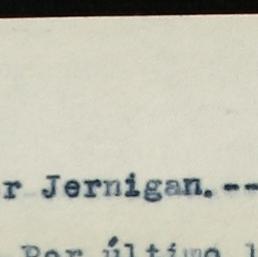 r Jernigan.--
Por último l